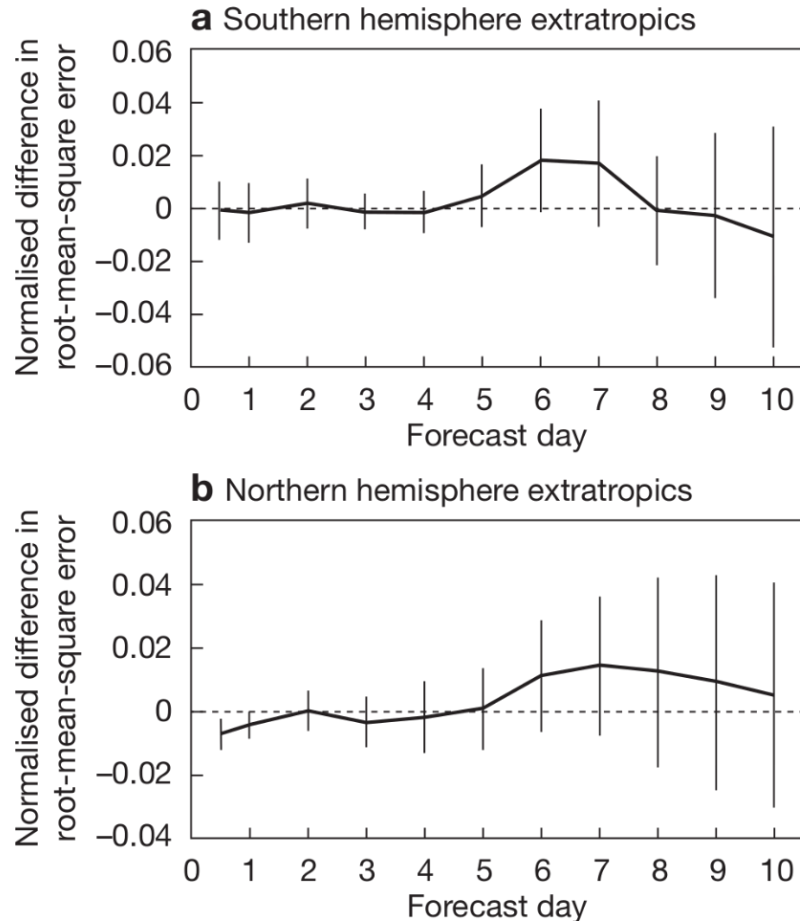 a Southern hemisphere extratropics
Normalised difference in
root-mean-square error
0.06
0.04
0.02
0
−0.02
−0.04
−0.06
0 1 2 3 4 5 6 7 8 9 10
Forecast day
b Northern hemisphere extratropics
Normalised difference in
root-mean-square error
0.06
0.04
0.02
0
−0.02
−0.04
0 1 2 3 4 5 6 7 8 9 10
Forecast day